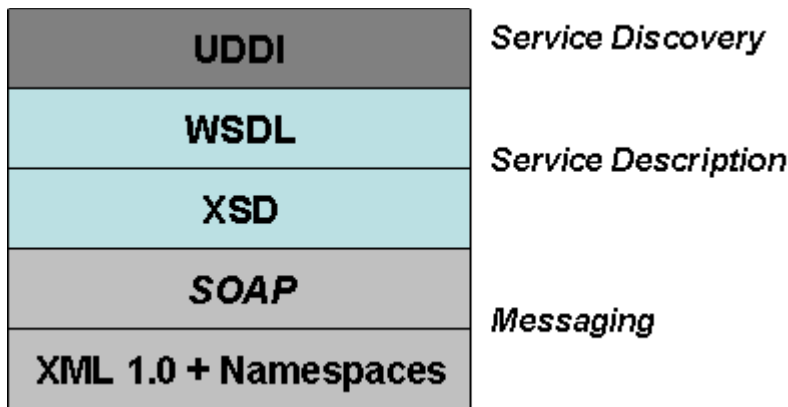 UDDI
Service Discovery
WSDL
Service Description
XSD
SOAP
Messaging
XML 1.0 + Namespaces